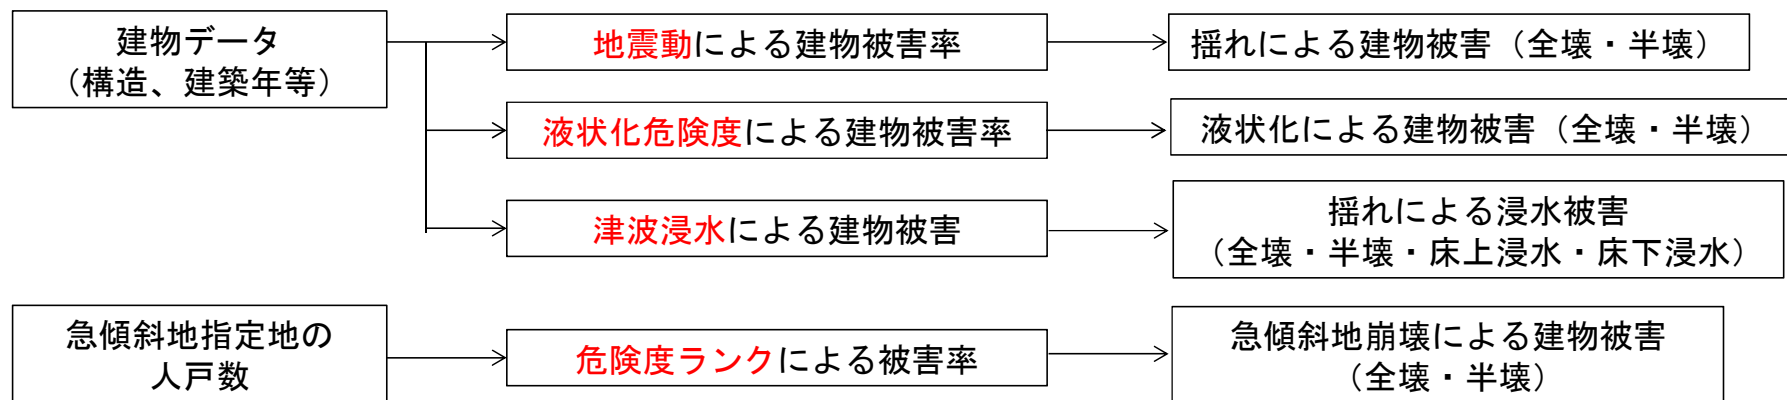 建物データ
(構造、建築年等)
地震動による建物被害率
揺れによる建物被害(全壊・半壊)
液状化危険度による建物被害率
液状化による建物被害(全壊・半壊)
津波浸水による建物被害
揺れによる浸水被害
(全壊・半壊・床上浸水・床下浸水)
急傾斜地指定地の
人戸数
危険度ランクによる被害率
急傾斜地崩壊による建物被害
(全壊・半壊)